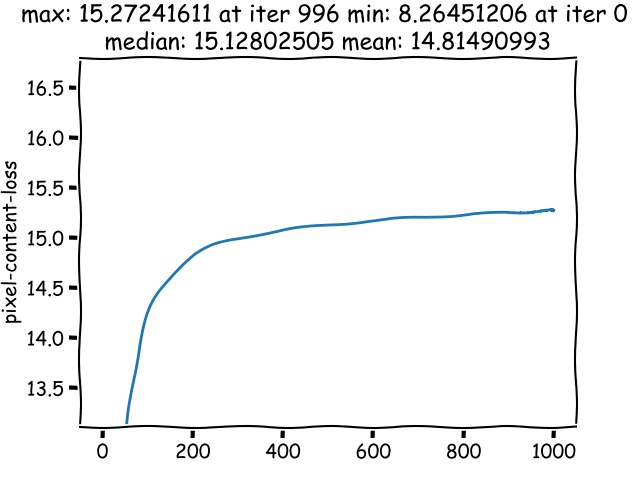 max: 15.27241611 at iter 996 min: 8.26451206 at iter 0
median: 15.12802505 mean: 14.81490993
pixel-content-loss
16.5
16.0
15.5
15.0
14.5
14.0
13.5
0 200 400 600 800 1000